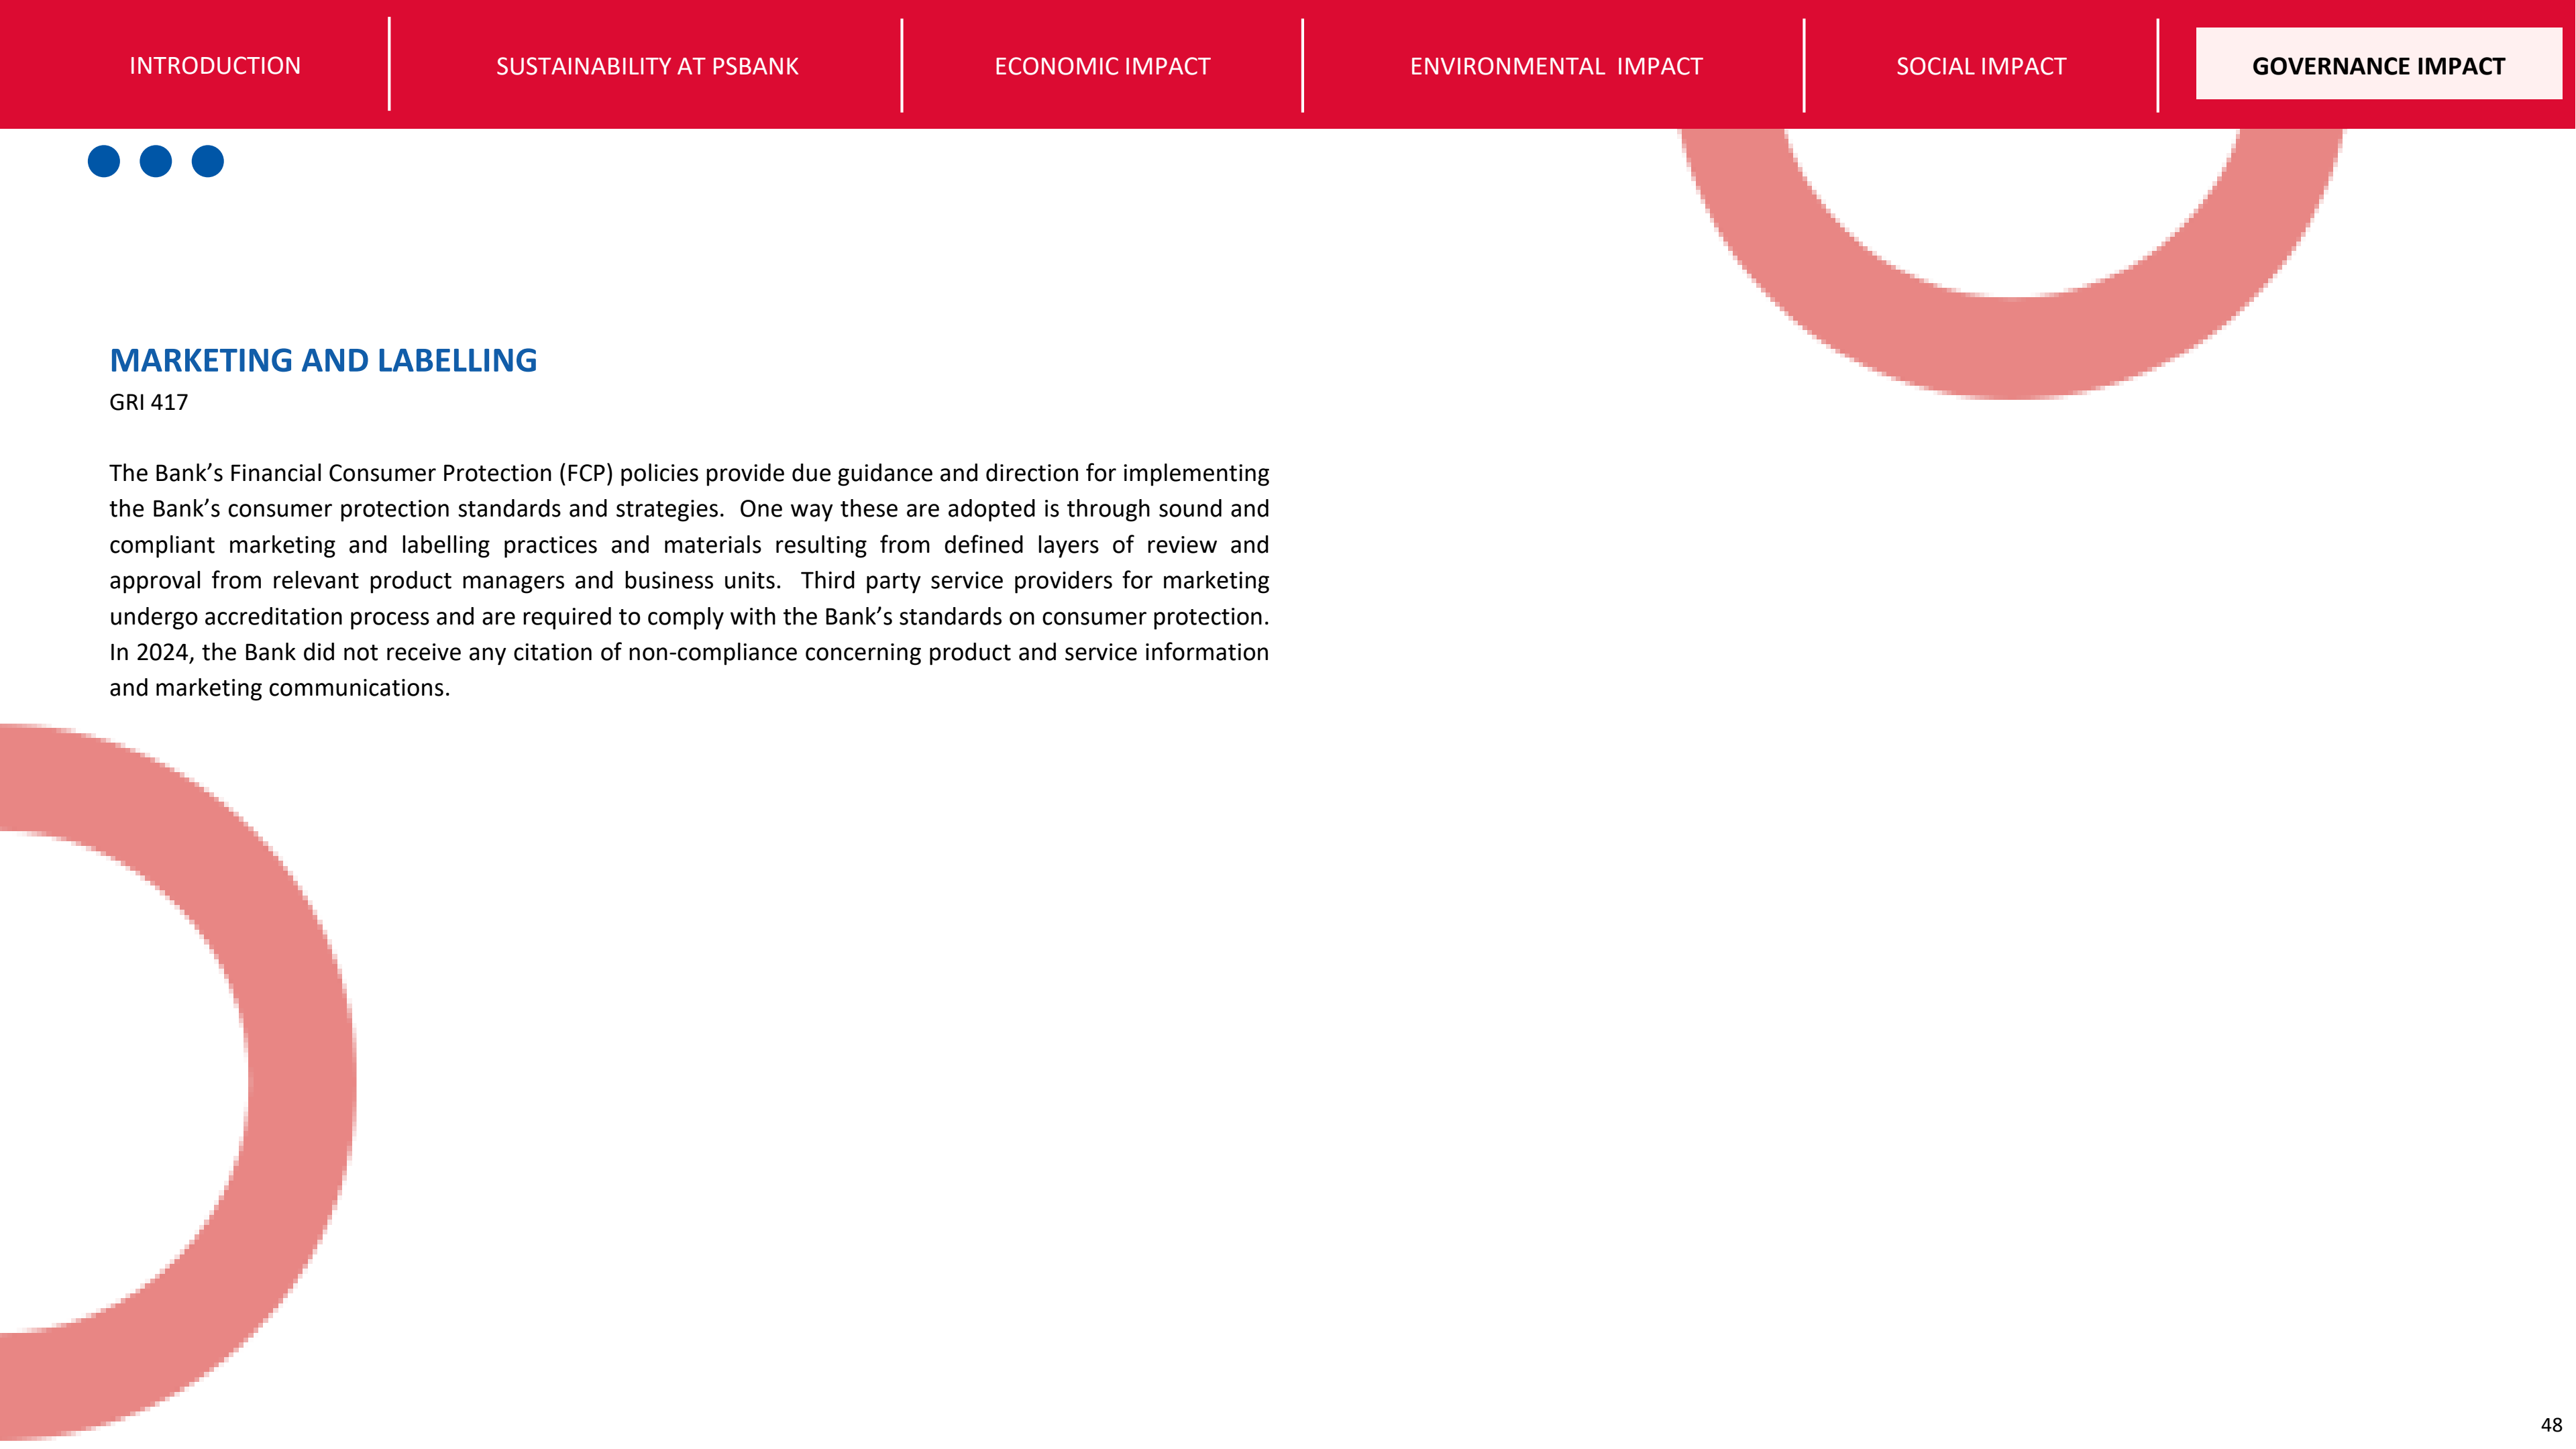 INTRODUCTION
SUSTAINABILITY AT PSBANK
ECONOMIC IMPACT
ENVIRONMENTAL  IMPACT
SOCIAL IMPACT
GOVERNANCE IMPACT
MARKETING AND LABELLING
GRI 417
The Bank’s Financial Consumer Protection (FCP) policies provide due guidance and direction for implementing
the Bank’s consumer protection standards and strategies.  One way these are adopted is through sound and
compliant marketing and labelling practices and materials resulting from defined layers of review and
approval from relevant product managers and business units.  Third party service providers for marketing
undergo accreditation process and are required to comply with the Bank’s standards on consumer protection.
In 2024, the Bank did not receive any citation of non-compliance concerning product and service information
and marketing communications.
48